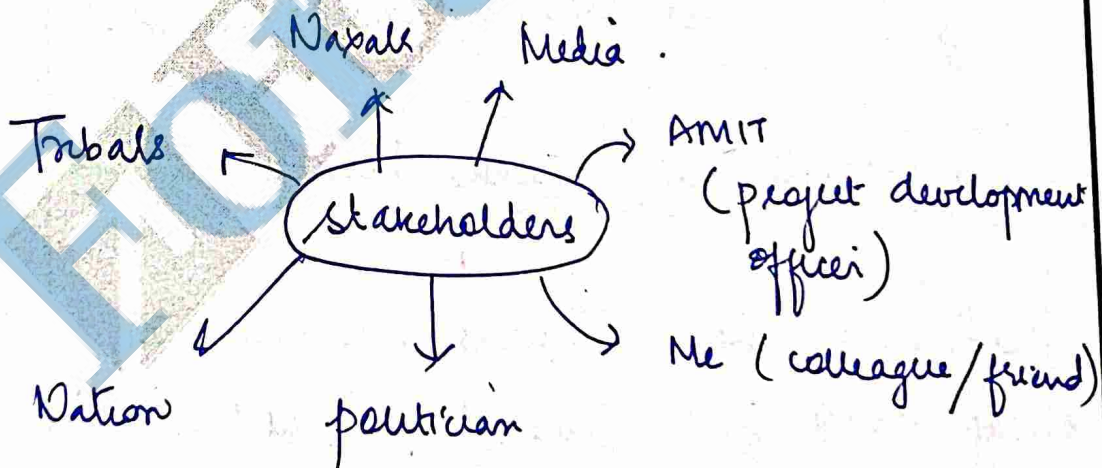 Naxals Media.
Tribals
AMIT
(project development
officer)
stakeholders
Me (colleague/friend)
Nation
politician